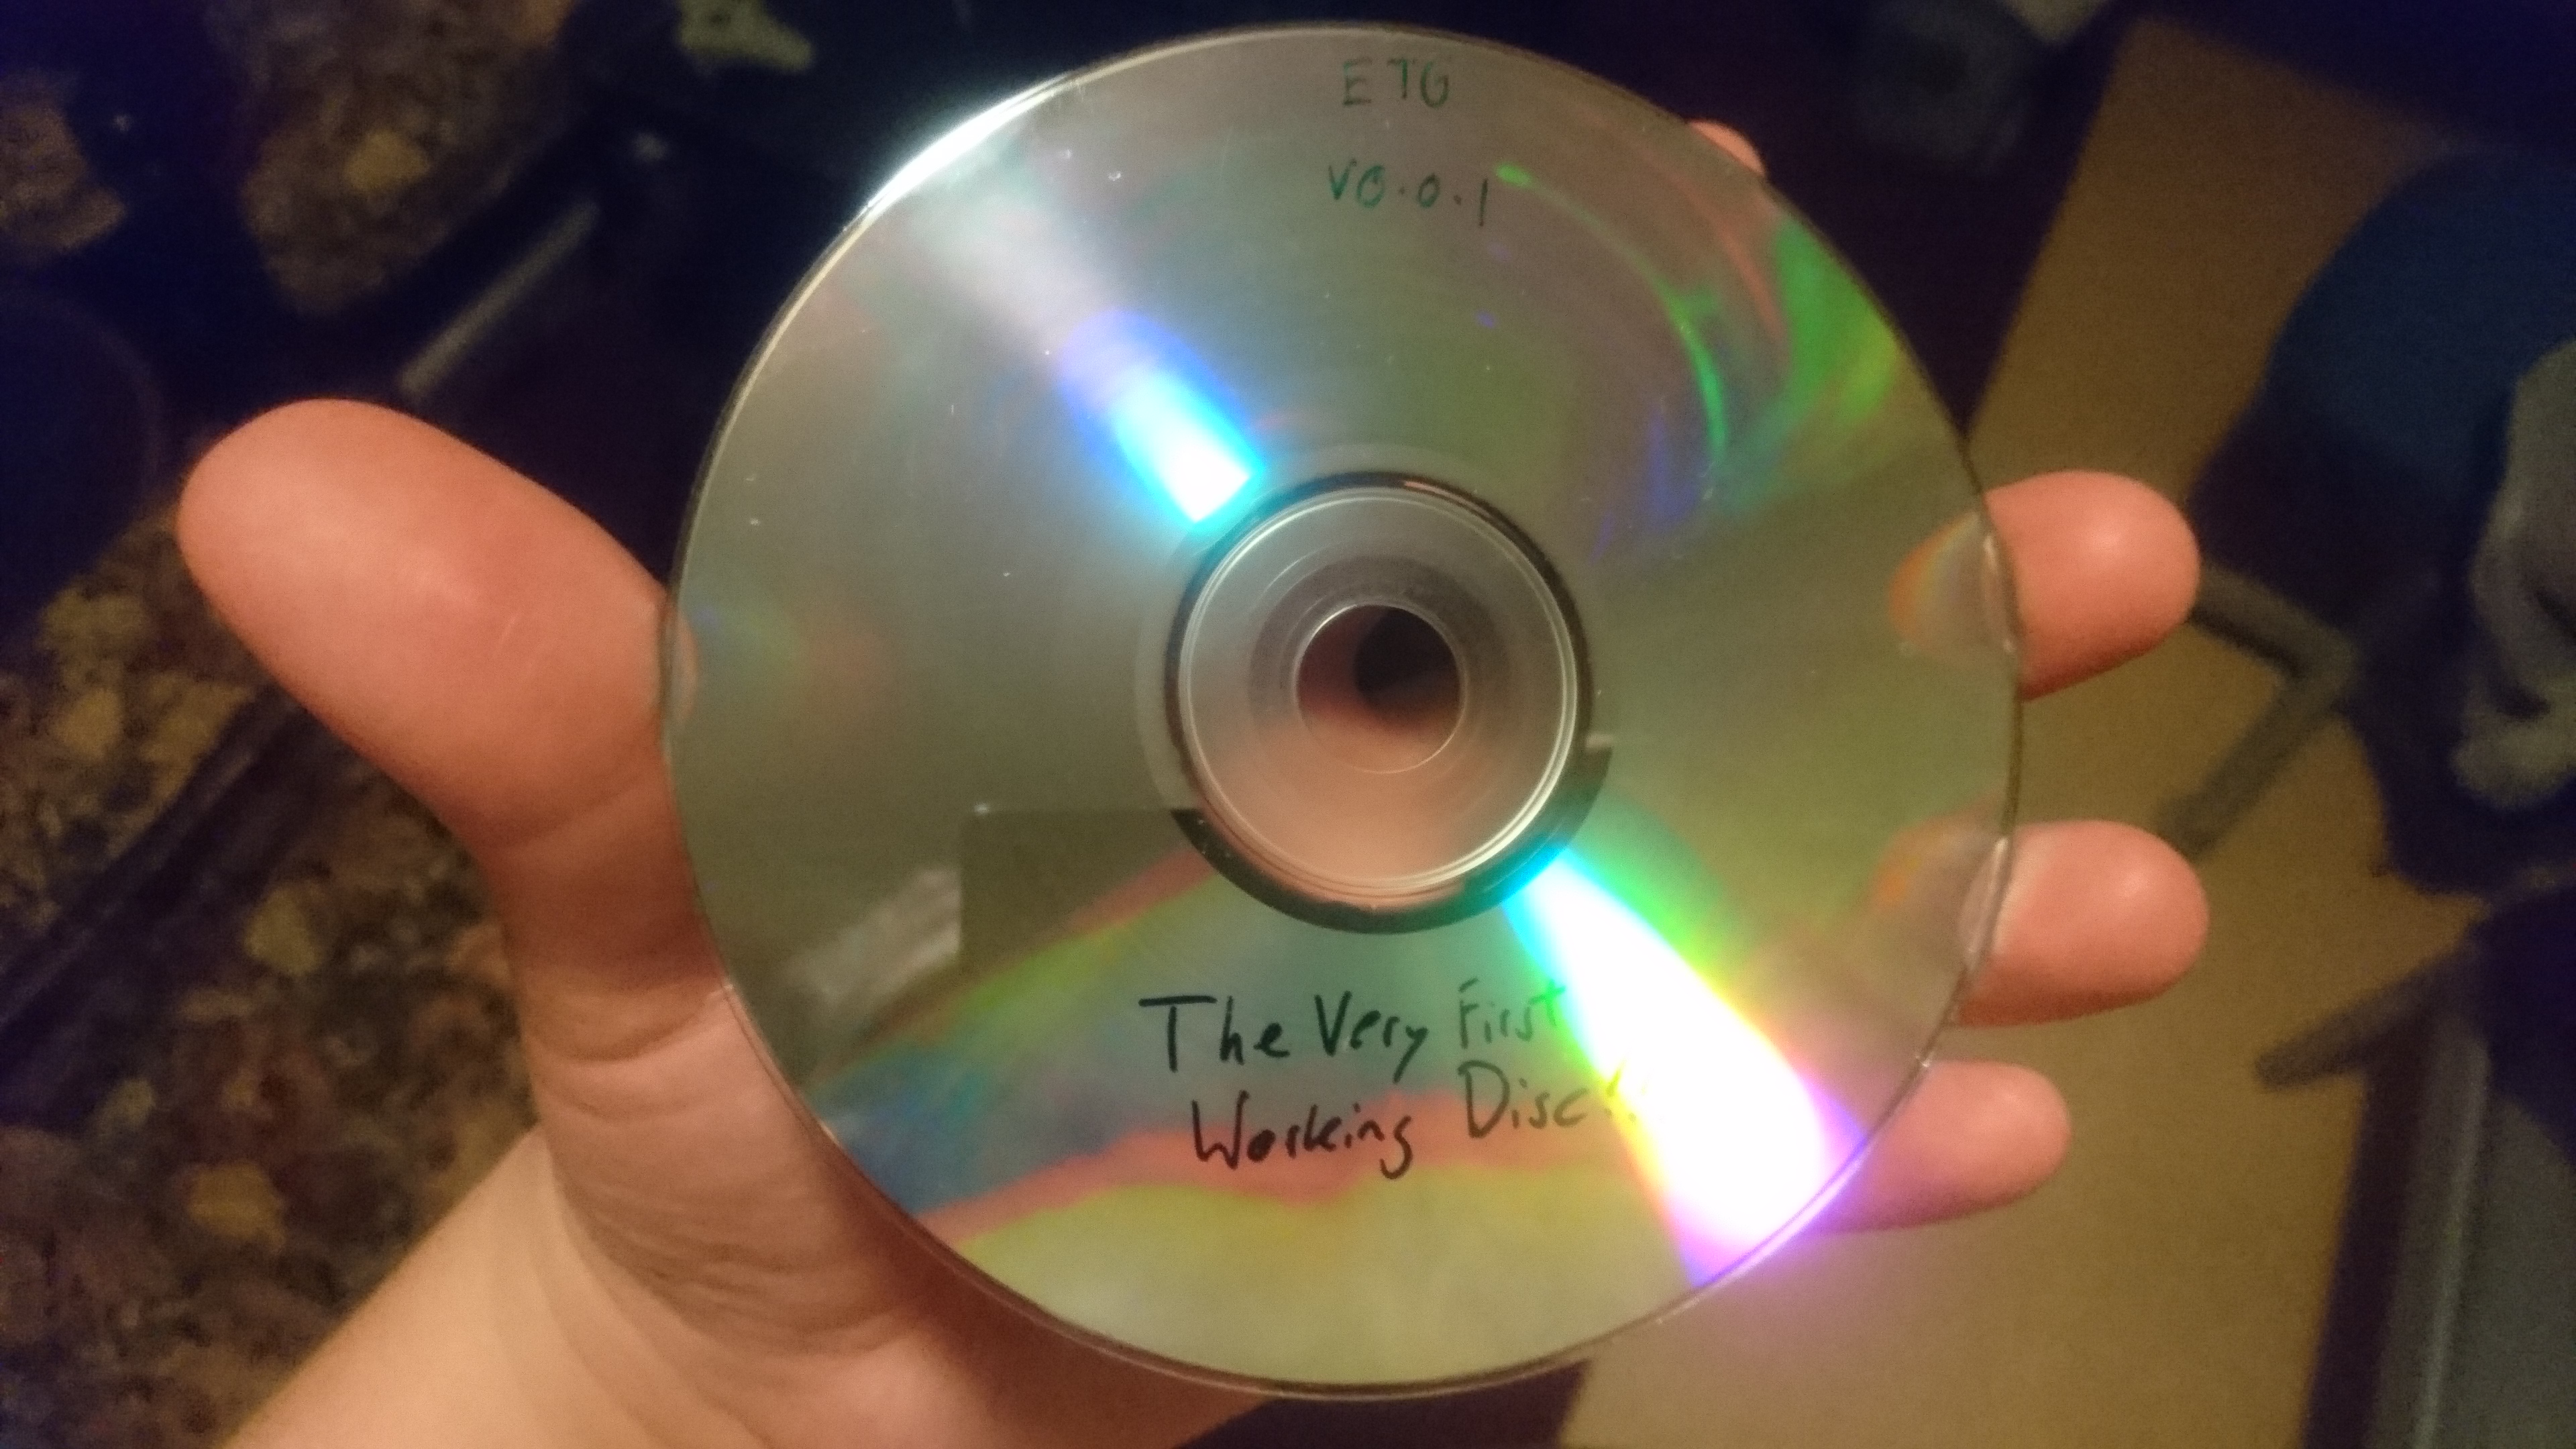 ETG
V0.0.1
The Very First
Working Disc!!